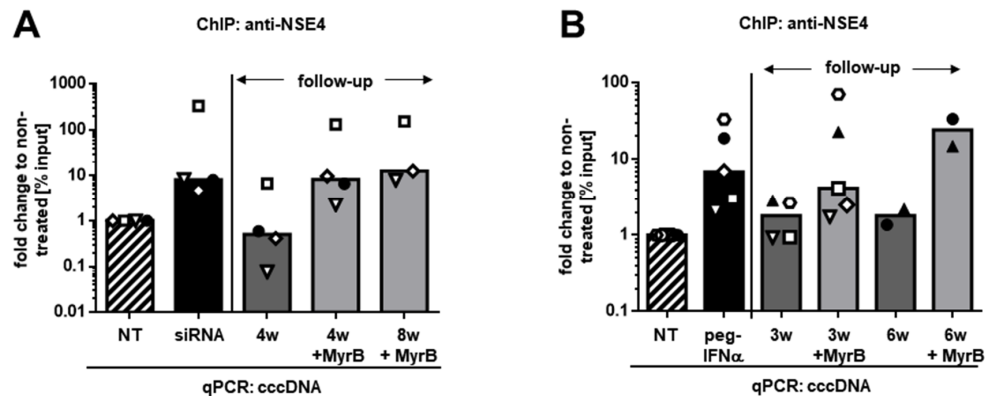 A
ChIP: anti-NSE4
follow-up
fold change to non-
treated [% input]
1000
100
10
1
0.1
0.01
NT
siRNA
4w
4w
+MyrB
8w
+ MyrB
qPCR: cccDNA
B
ChIP: anti-NSE4
follow-up
fold change to non-
treated [% input]
100
10
1
0.1
NT
peg-
IFNα
3w
3w
+MyrB
6w
6w
+ MyrB
qPCR: cccDNA